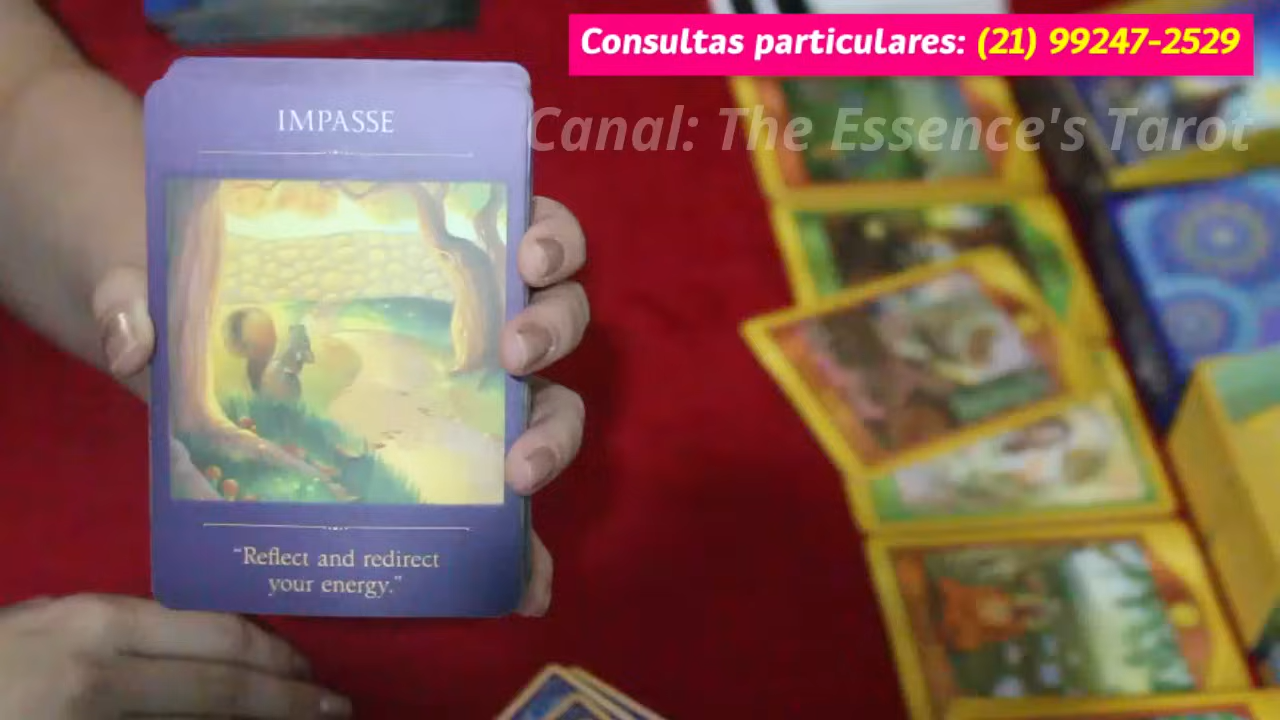 Consultas particulares: (21) 99247-2529
Canal: The Essence's Tarot
IMPASSE
"Reflect and redirect
your energy."